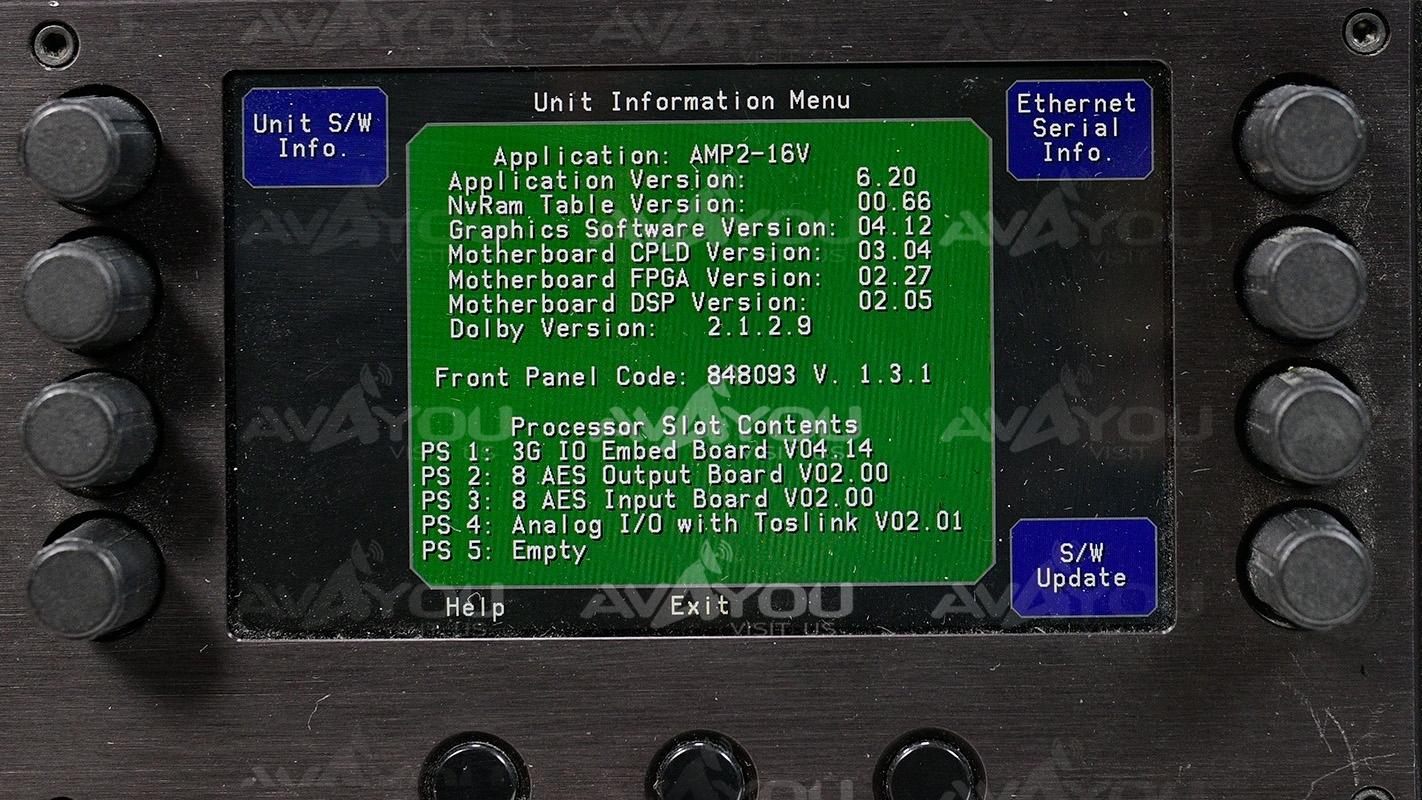 Unit Information Menu
Unit S/W
Info.
Ethernet
Serial
Info.
Application: AMP2-16V
Application Version: 6.20
NvRam Table Version: 00.66
Graphics Software Version: 04.12
Motherboard CPLD Version: 03.04
Motherboard FPGA Version: 02.27
Motherboard DSP Version: 02.05
Dolby Version: 2.1.2.9
Front Panel Code: 848093 V. 1.3.1
Processor Slot Contents
PS 1: 3G IO Embed Board V04.14
PS 2: 8 AES Output Board V02.00
PS 3: 8 AES Input Board V02.00
PS 4: Analog I/O with Toslink V02.01
PS 5: Empty
S/W
Update
Help
Exit
AVAYOU
VISIT US